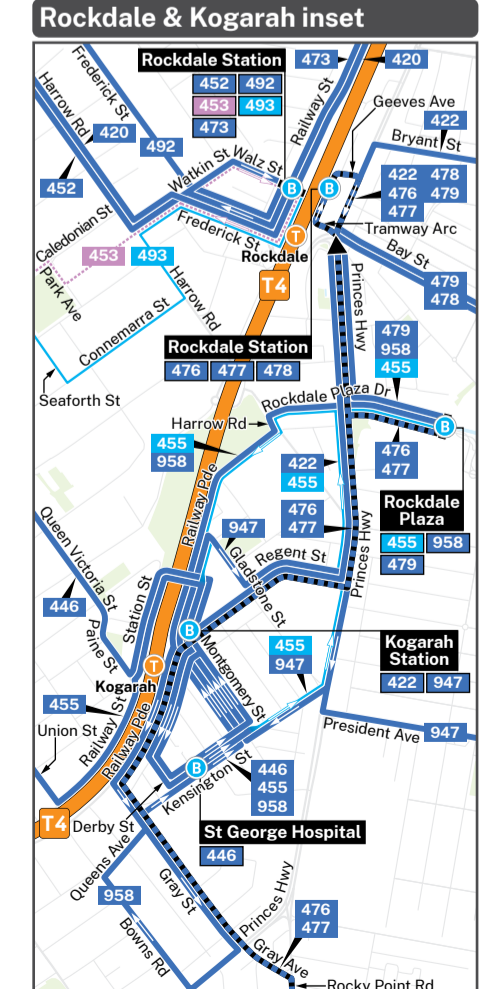 Rockdale & Kogarah inset
Rockdale Station
452 492
453 493
473
473
420
Railway St
Geeves Ave
422
Bryant St
Frederick St
Harrow Rd
420
492
452
Watkin St
Walz St
B
B
422 478
476 479
477
Tramway Arc
Frederick St
T
Rockdale
Bay St
Caledonian St
453 493
Park Ave
Harrow Rd
T4
479
478
Princes Hwy
Connemarra St
Seaforth St
Rockdale Station
476 477 478
479
958
455
Rockdale Plaza Dr
Harrow Rd
B
455
958
422
455
476
477
476
477
Rockdale
Plaza
455 958
479
Railway Pde
Princes Hwy
947
Queen Victoria St
Gladstone St
Regent St
446
Station St
Paine St
B
Kogarah
Station
422 947
455
947
T
Kogarah
Montgomery St
455
Railway St
Railway Pde
Union St
President Ave 947
B
Kensington St
446
455
958
T4
Derby St
St George Hospital
446
Queens Ave
958
Gray St
Bowns Rd
Princes Hwy
476
477
Gray Ave
Rocky Point Rd